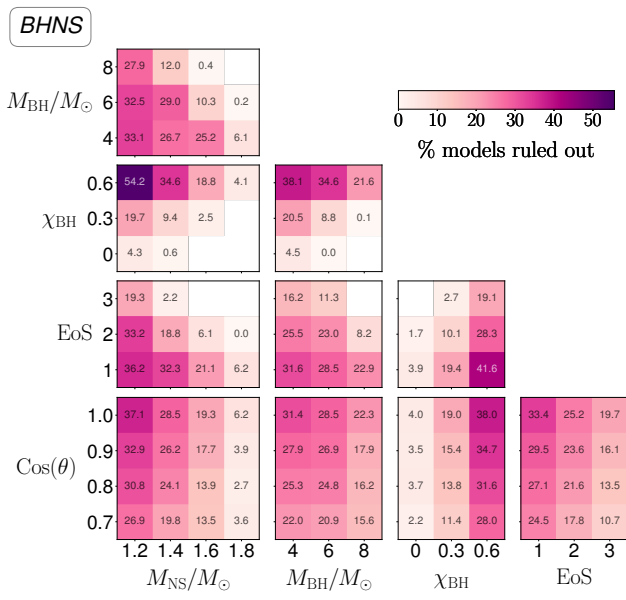 BHNS
8 27.9 12.0 0.4
M_BH/M_⊙ 6 32.5 29.0 10.3 0.2
4 33.1 26.7 25.2 6.1
0 10 20 30 40 50
% models ruled out
0.6 54.2 34.6 18.8 4.1 38.1 34.6 21.6
χ_BH 0.3 19.7 9.4 2.5 20.5 8.8 0.1
0 4.3 0.6 4.5 0.0
3 19.3 2.2 16.2 11.3 2.7 19.1
EoS 2 33.2 18.8 6.1 0.0 25.5 23.0 8.2 1.7 10.1 28.3
1 36.2 32.3 21.1 6.2 31.6 28.5 22.9 3.9 19.4 41.6
1.0 37.1 28.5 19.3 6.2 31.4 28.5 22.3 4.0 19.0 38.0 33.4 25.2 19.7
0.9 32.9 26.2 17.7 3.9 27.9 26.9 17.9 3.5 15.4 34.7 29.5 23.6 16.1
Cos(θ)
0.8 30.8 24.1 13.9 2.7 25.3 24.8 16.2 3.7 13.8 31.6 27.1 21.6 13.5
0.7 26.9 19.8 13.5 3.6 22.0 20.9 15.6 2.2 11.4 28.0 24.5 17.8 10.7
1.2 1.4 1.6 1.8 4 6 8 0 0.3 0.6 1 2 3
M_NS/M_⊙ M_BH/M_⊙ χ_BH EoS